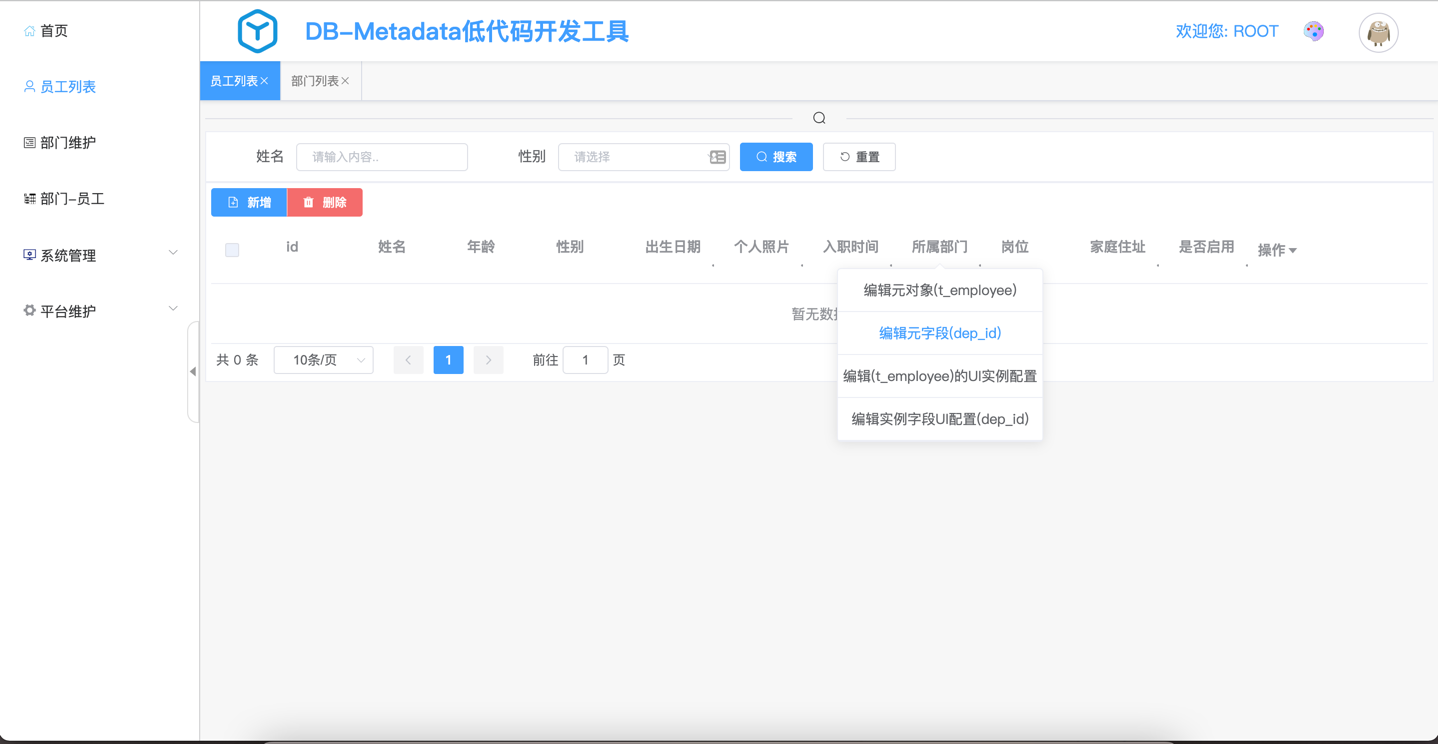 首页
员工列表
部门维护
部门-员工
系统管理
平台维护
DB-Metadata低代码开发工具
欢迎您: ROOT
员工列表 部门列表
姓名 请输入内容.. 性别 请选择 搜索 重置
新增 删除
id 姓名 年龄 性别 出生日期 个人照片 入职时间 所属部门 岗位 家庭住址 是否启用 操作
暂无数
编辑元对象(t_employee)
编辑元字段(dep_id)
编辑(t_employee)的UI实例配置
编辑实例字段UI配置(dep_id)
共 0 条 10条/页 1 前往 1 页